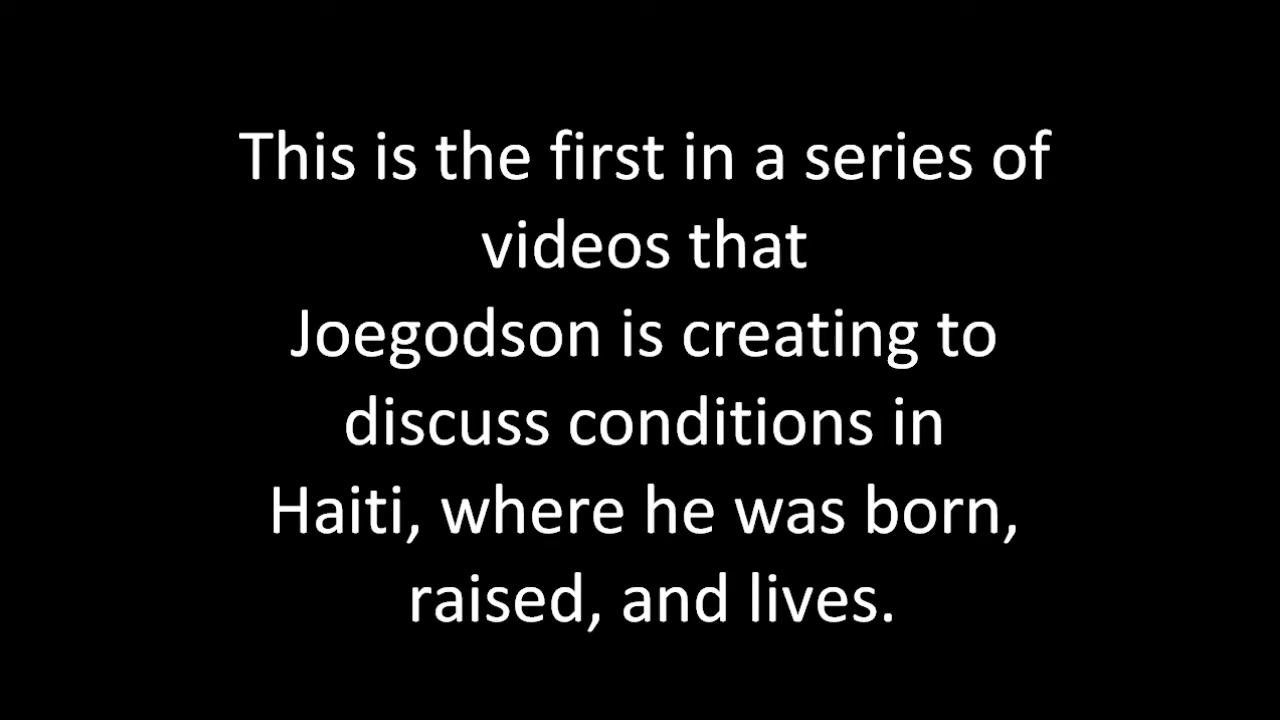 This is the first in a series of
videos that
Joegodson is creating to
discuss conditions in
Haiti, where he was born,
raised, and lives.